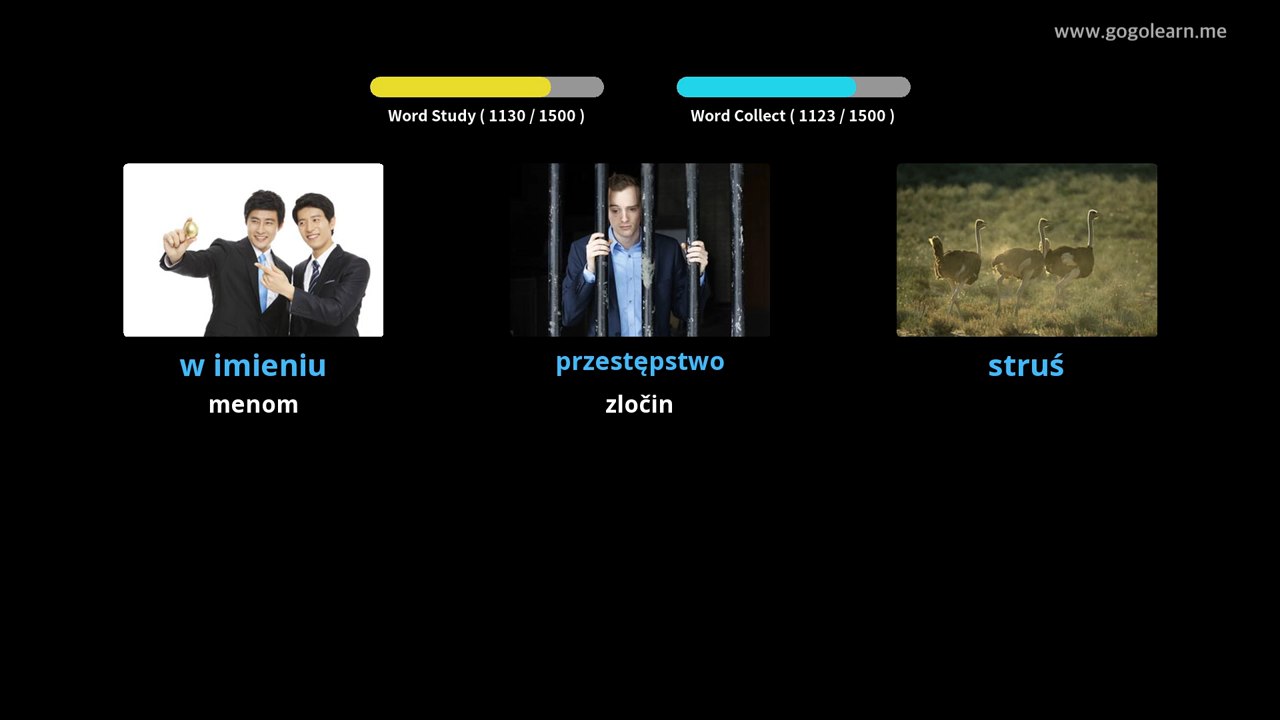 www.gogolearn.me
Word Study ( 1130 / 1500 )
Word Collect ( 1123 / 1500 )
w imieniu
menom
przestępstwo
zločin
struś